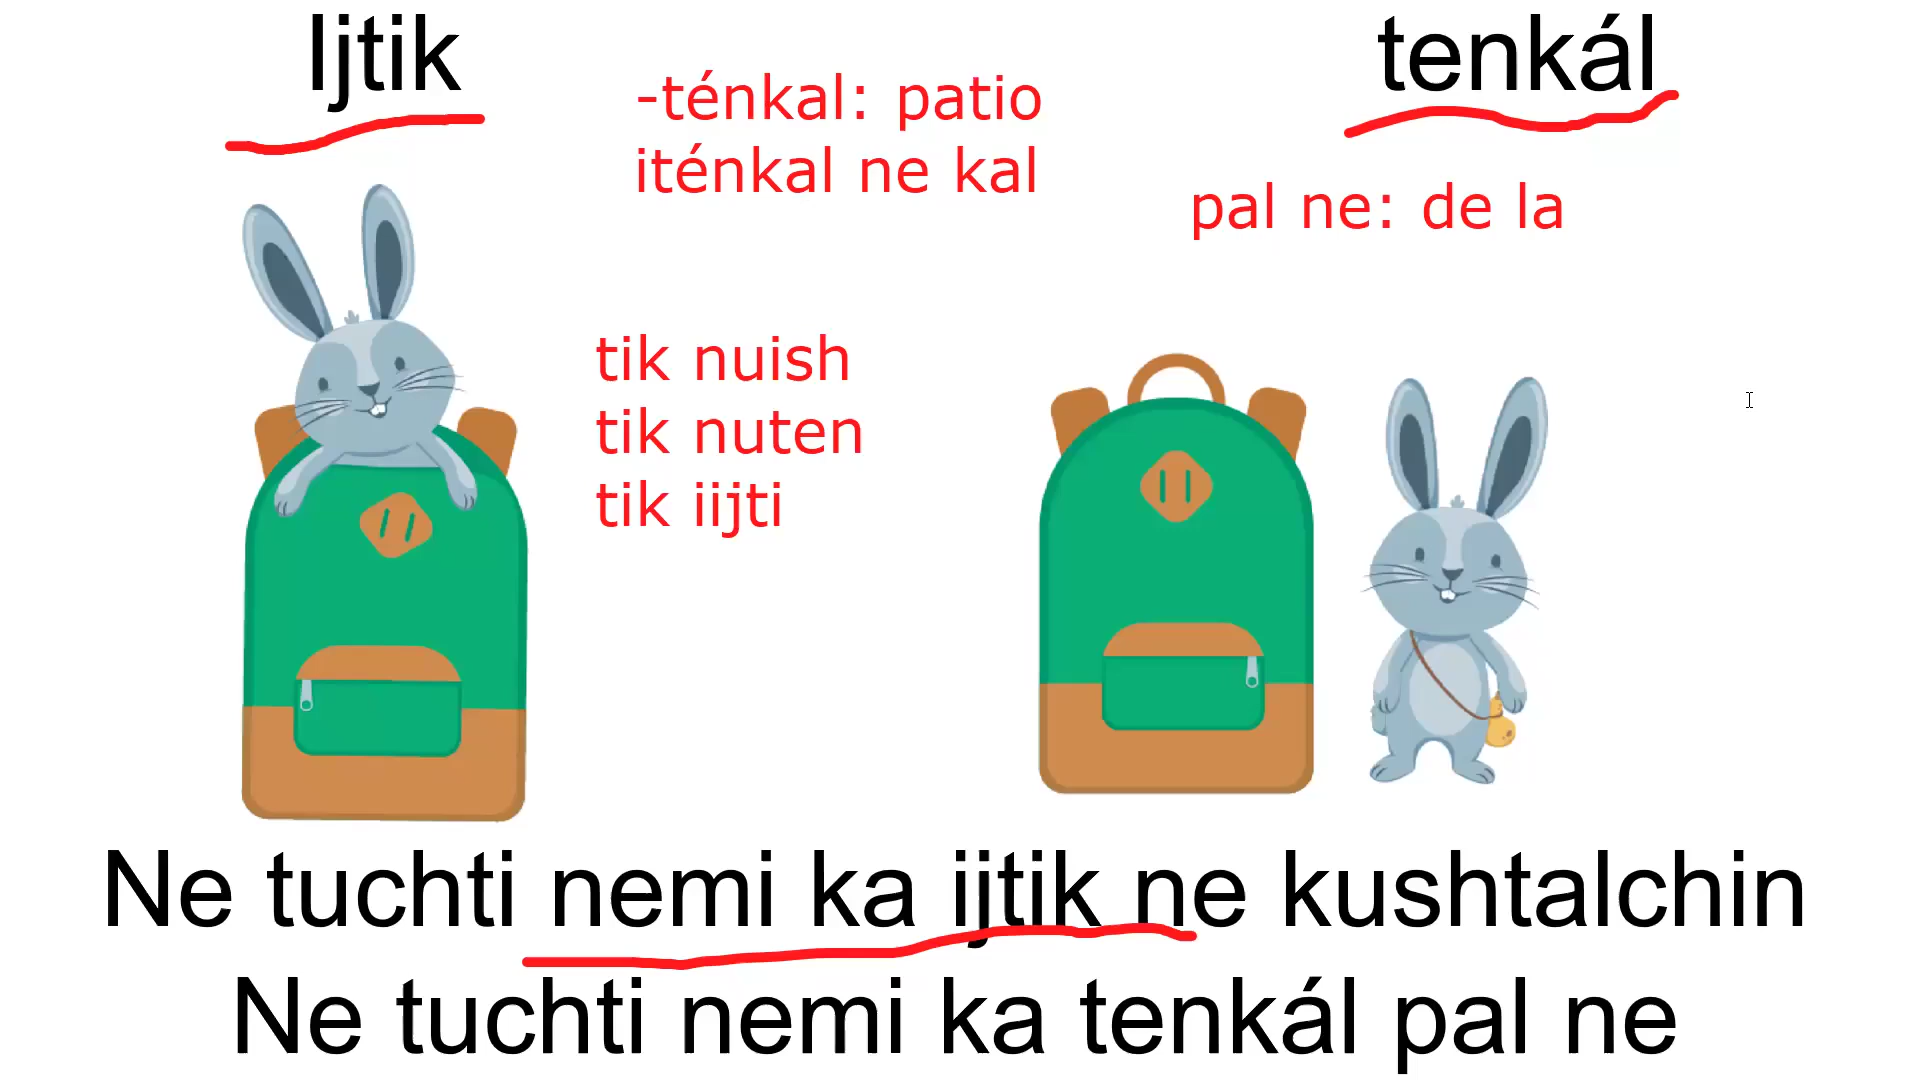 Ijtik
tenkál
-ténkal: patio
iténkal ne kal
pal ne: de la
tik nuish
tik nuten
tik iijti
Ne tuchti nemi ka ijtik ne kushtalchin
Ne tuchti nemi ka tenkál pal ne